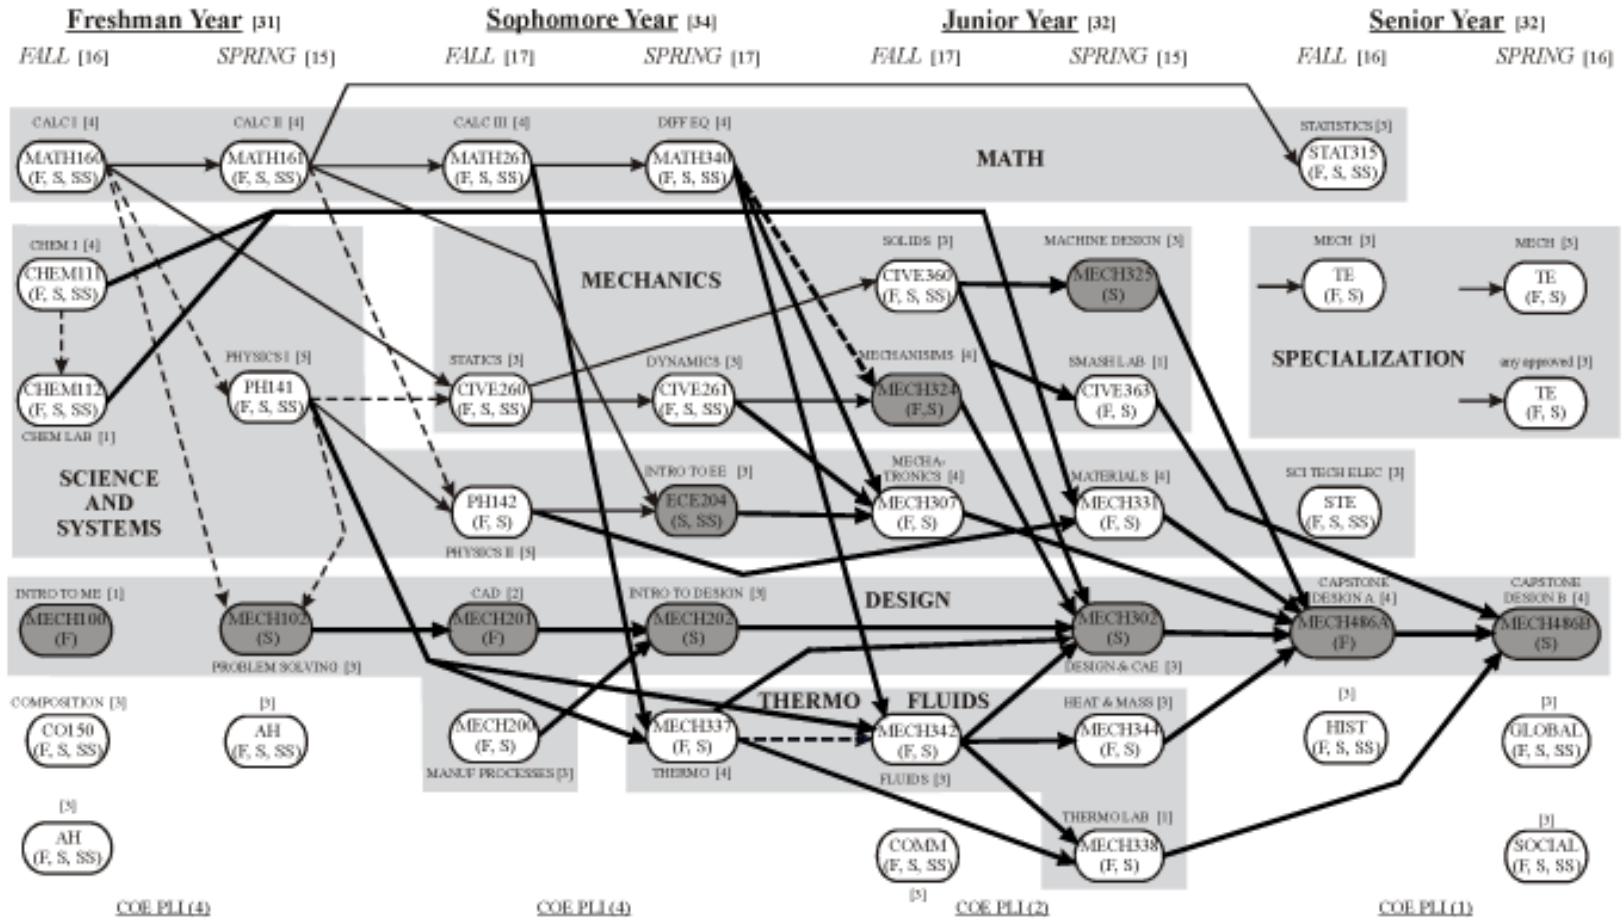 Freshman Year [31]
Sophomore Year [34]
Junior Year [32]
Senior Year [32]
FALL [16]
SPRING [15]
FALL [17]
SPRING [17]
FALL [17]
SPRING [15]
FALL [16]
SPRING [16]
CALC I [4]
MATH160
(F, S, SS)
CALC II [4]
MATH161
(F, S, SS)
CALC III [4]
MATH261
(F, S, SS)
DIFF EQ [4]
MATH340
(F, S, SS)
MATH
STATISTICS [3]
STAT315
(F, S, SS)
CHEM I [4]
CHEM111
(F, S, SS)
MECHANICS
SOLIDS [3]
CIVE360
(F, S, SS)
MACHINE DESIGN [3]
MECH325
(S)
MECH [3]
TE
(F, S)
MECH [3]
TE
(F, S)
CHEM112
(F, S, SS)
CHEM LAB [1]
PHYSICS I [5]
PH141
(F, S, SS)
STATICS [3]
CIVE260
(F, S, SS)
DYNAMICS [3]
CIVE261
(F, S, SS)
MECHANISIMS [4]
MECH324
(F,S)
SMASH LAB [1]
CIVE363
(F, S)
SPECIALIZATION
any approved [3]
TE
(F, S)
SCIENCE
AND
SYSTEMS
PH142
(F, S)
PHYSICS II [5]
INTRO TO EE [3]
ECE204
(S, SS)
MECHA-
TRONICS [4]
MECH307
(F, S)
MATERIALS [4]
MECH331
(F, S)
SCI TECH ELEC [3]
STE
(F, S, SS)
INTRO TO ME [1]
MECH100
(F)
MECH102
(S)
PROBLEM SOLVING [3]
CAD [2]
MECH201
(F)
INTRO TO DESIGN [3]
MECH202
(S)
DESIGN
MECH302
(S)
DESIGN & CAE [3]
CAPSTONE
DESIGN A [4]
MECH486A
(F)
CAPSTONE
DESIGN B [4]
MECH486B
(S)
COMPOSITION [3]
CO150
(F, S, SS)
[3]
AH
(F, S, SS)
MECH200
(F, S)
MANUF PROCESSES [3]
MECH337
(F, S)
THERMO [4]
THERMO FLUIDS
MECH342
(F, S)
FLUIDS [3]
HEAT & MASS [3]
MECH344
(F, S)
[3]
HIST
(F, S, SS)
[3]
GLOBAL
(F, S, SS)
[3]
AH
(F, S, SS)
COMM
(F, S, SS)
[3]
THERMO LAB [1]
MECH338
(F, S)
[3]
SOCIAL
(F, S, SS)
COE PLI (4)
COE PLI (4)
COE PLI (2)
COE PLI (1)